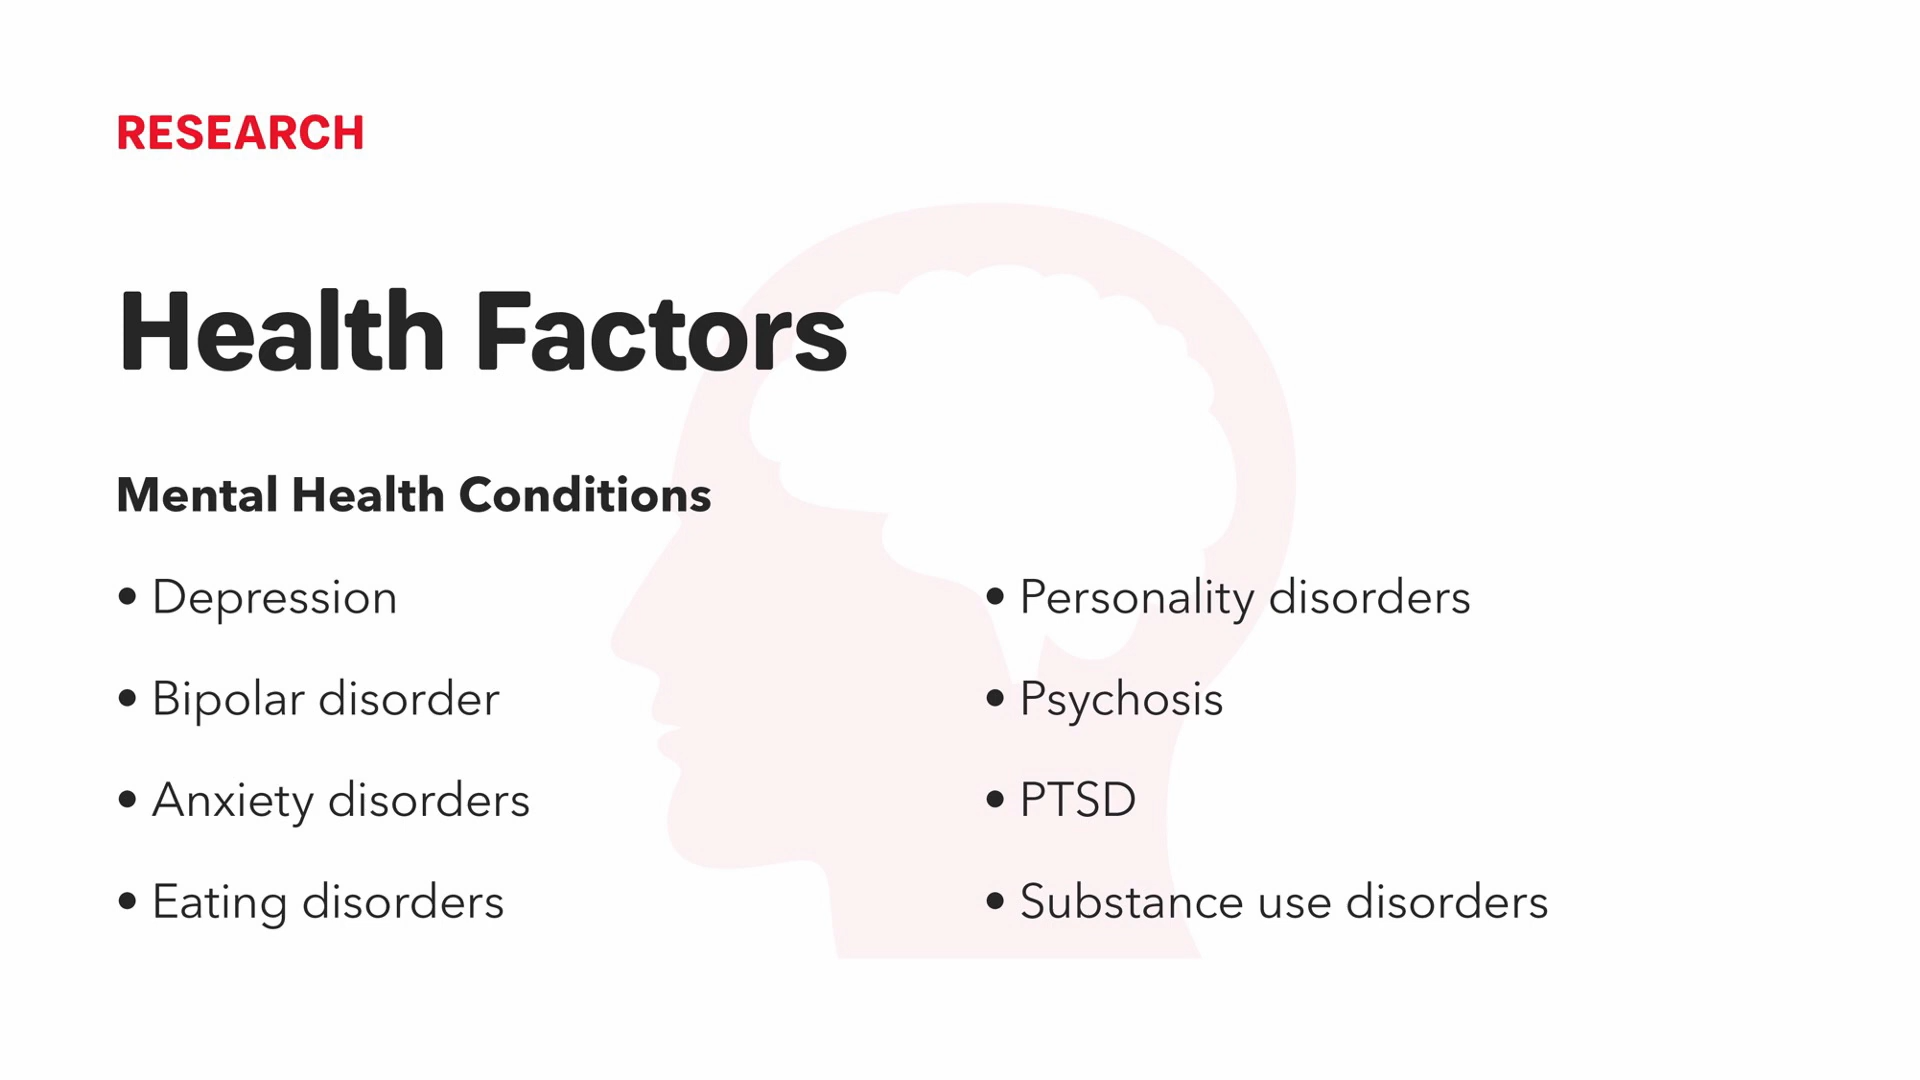 RESEARCH
Health Factors
Mental Health Conditions
• Depression
• Bipolar disorder
• Anxiety disorders
• Eating disorders
• Personality disorders
• Psychosis
• PTSD
• Substance use disorders